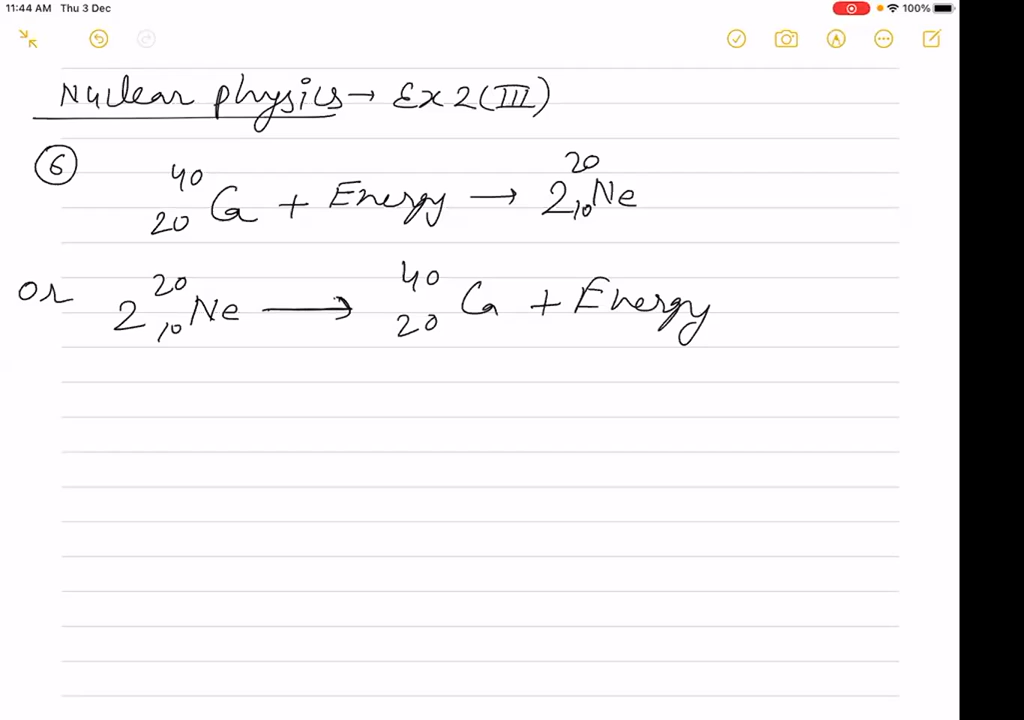 11:44 AM Thu 3 Dec 100%
Nuclear physics → Ex 2(III)
⑥ ⁴⁰₂₀Ca + Energy → 2 ²⁰₁₀Ne
or 2 ²⁰₁₀Ne → ⁴⁰₂₀Ca + Energy